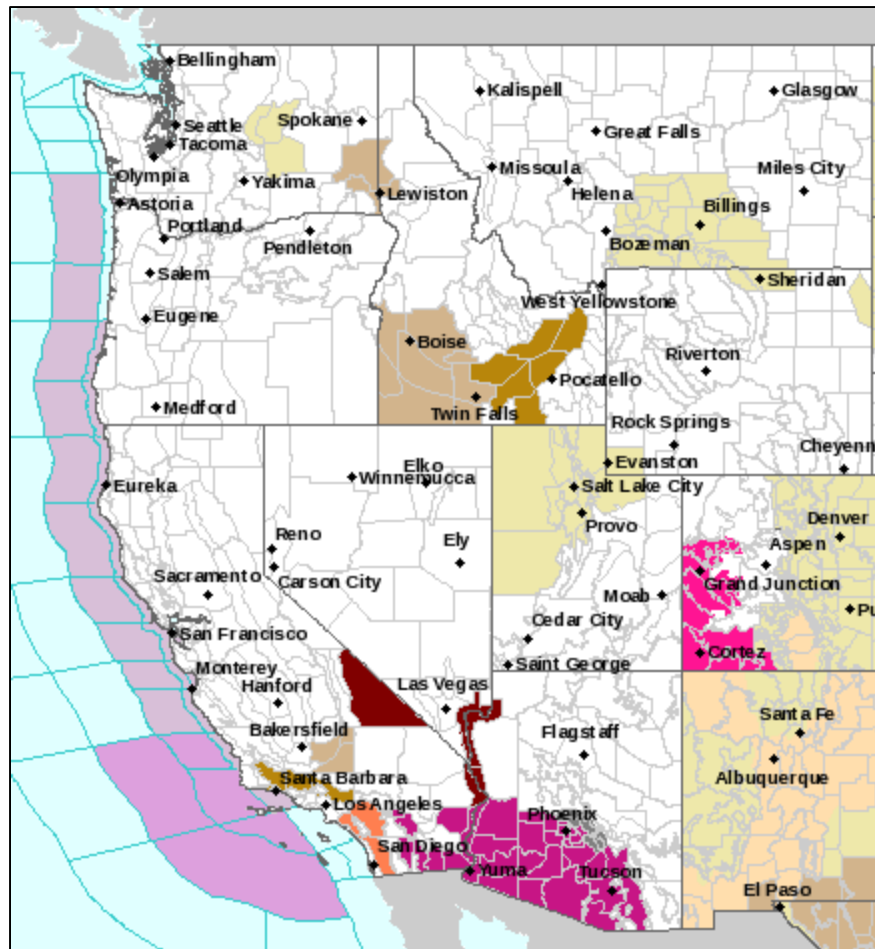 Bellingham
Kalispell
Glasgow
Seattle
Spokane
Great Falls
Tacoma
Olympia
Missoula
Miles City
Yakima
Lewiston
Helena
Astoria
Billings
Portland
Pendleton
Bozeman
Salem
Sheridan
West Yellowstone
Eugene
Boise
Riverton
Pocatello
Medford
Twin Falls
Rock Springs
Cheyenn
Elko
Evanston
Eureka
Winnemucca
Salt Lake City
Provo
Denver
Reno
Ely
Aspen
Carson City
Grand Junction
Sacramento
Moab
Pu
Cedar City
San Francisco
Cortez
Saint George
Monterey
Hanford
Las Vegas
Santa Fe
Bakersfield
Flagstaff
Albuquerque
Santa Barbara
Los Angeles
Phoenix
San Diego
Yuma
Tucson
El Paso